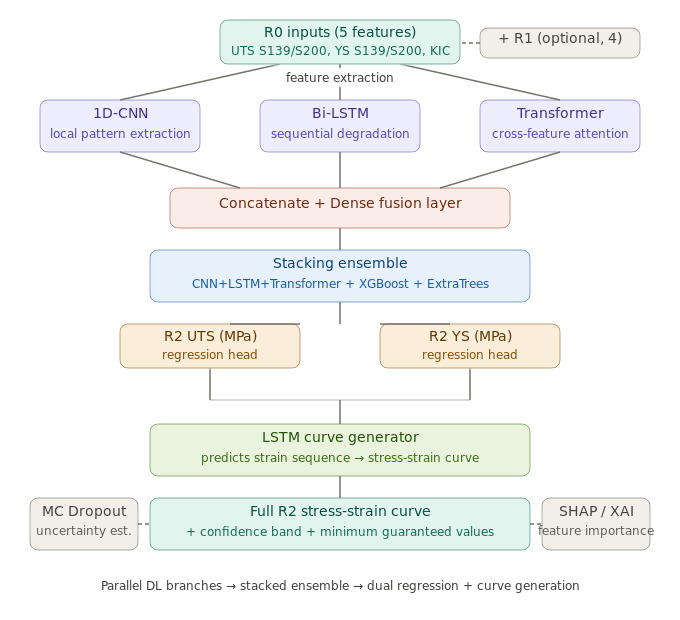 R0 inputs (5 features)
UTS S139/S200, YS S139/S200, KIC
+ R1 (optional, 4)
feature extraction
1D-CNN
local pattern extraction
Bi-LSTM
sequential degradation
Transformer
cross-feature attention
Concatenate + Dense fusion layer
Stacking ensemble
CNN+LSTM+Transformer + XGBoost + ExtraTrees
R2 UTS (MPa)
regression head
R2 YS (MPa)
regression head
LSTM curve generator
predicts strain sequence → stress-strain curve
MC Dropout
uncertainty est.
Full R2 stress-strain curve
+ confidence band + minimum guaranteed values
SHAP / XAI
feature importance
Parallel DL branches → stacked ensemble → dual regression + curve generation